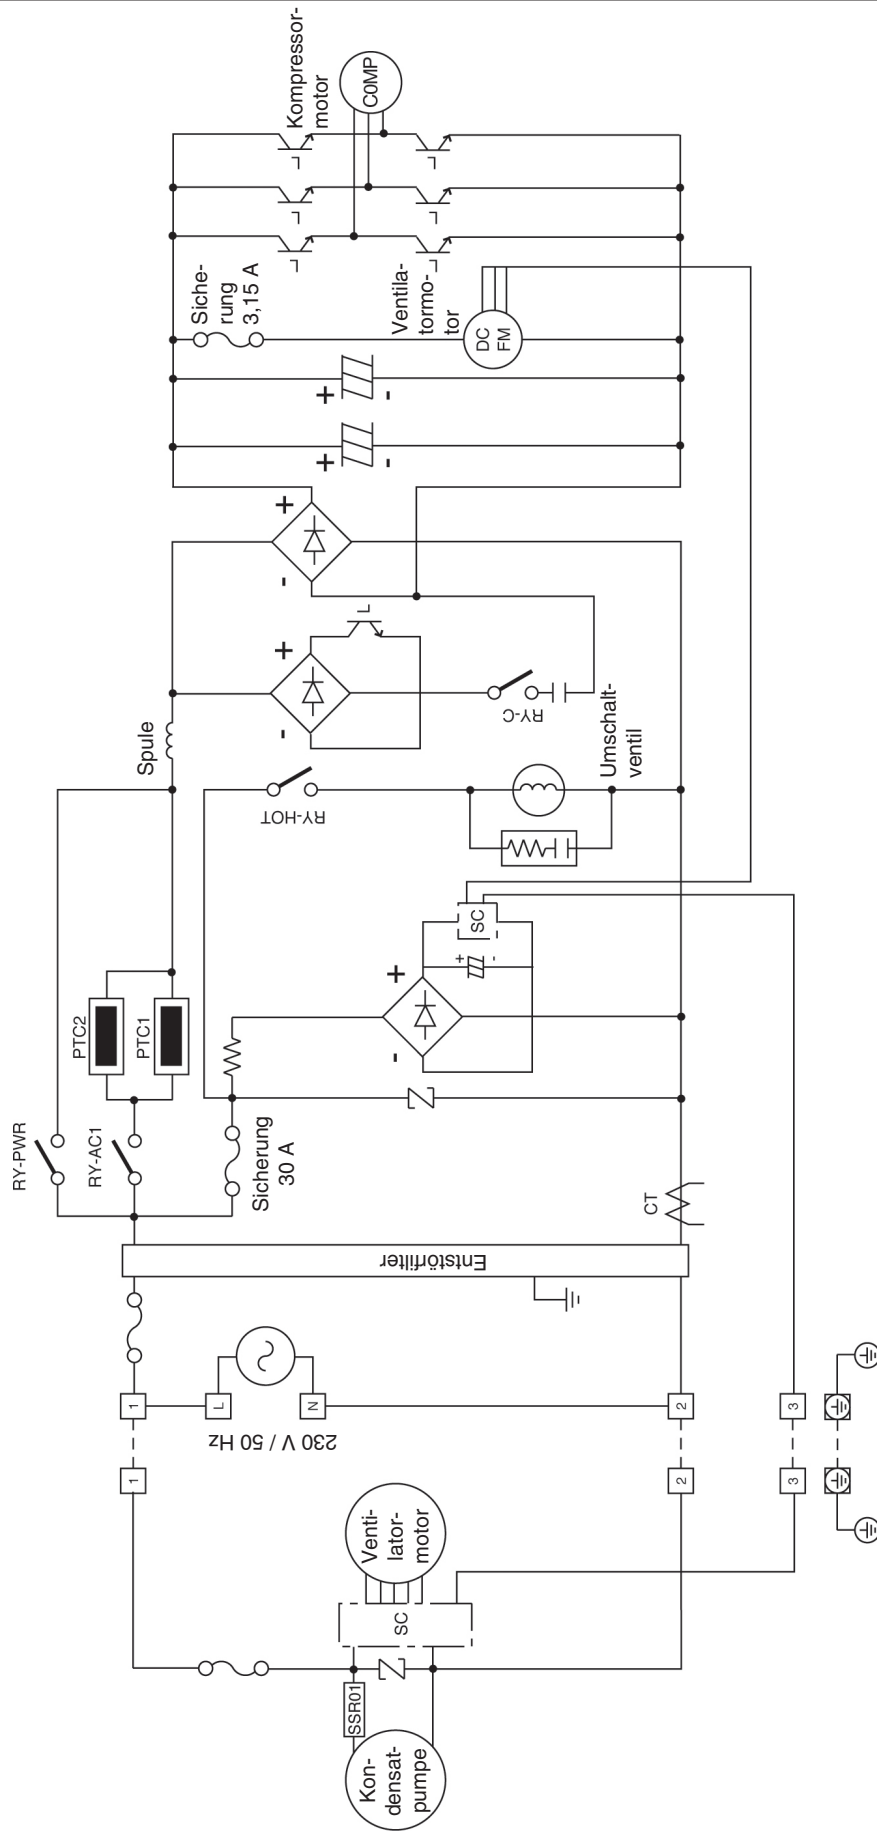 Kompressor-
motor
C0MP
Siche-
rung
3,15 A
Ventila-
tormo-
tor
DC
FM
+
-
+
-
+
-
+
-
RY-C
Spule
Umschalt-
ventil
RY-HOT
SC
+
-
+
-
PTC2
PTC1
RY-PWR
RY-AC1
Sicherung
30 A
CT
Entstörfilter
1
L
N
2
3
230 V / 50 Hz
1
2
3
Venti-
lator-
motor
SC
SSR01
Kon-
densat-
pumpe